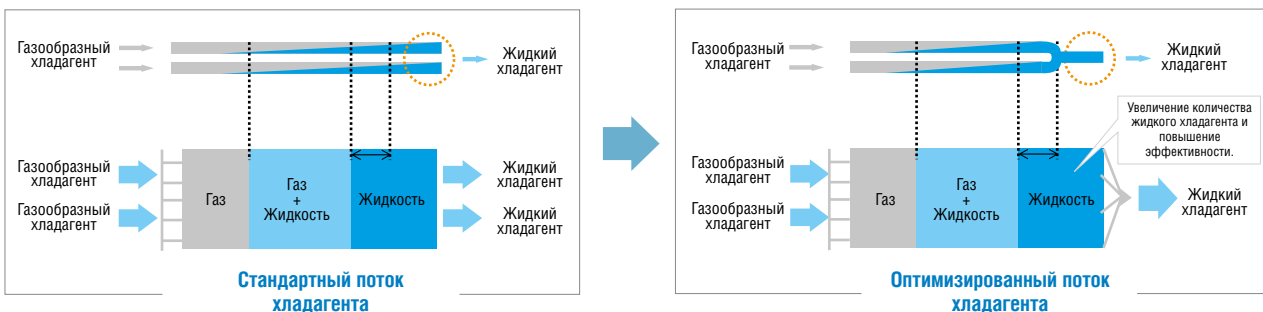 Газообразный
хладагент
Жидкий
хладагент
Газообразный
хладагент
Газообразный
хладагент
Газ
Газ
+
Жидкость
Жидкость
Жидкий
хладагент
Жидкий
хладагент
Стандартный поток
хладагента
Газообразный
хладагент
Жидкий
хладагент
Увеличение количества
жидкого хладагента и
повышение
эффективности.
Газообразный
хладагент
Газообразный
хладагент
Газ
Газ
+
Жидкость
Жидкость
Жидкий
хладагент
Оптимизированный поток
хладагента